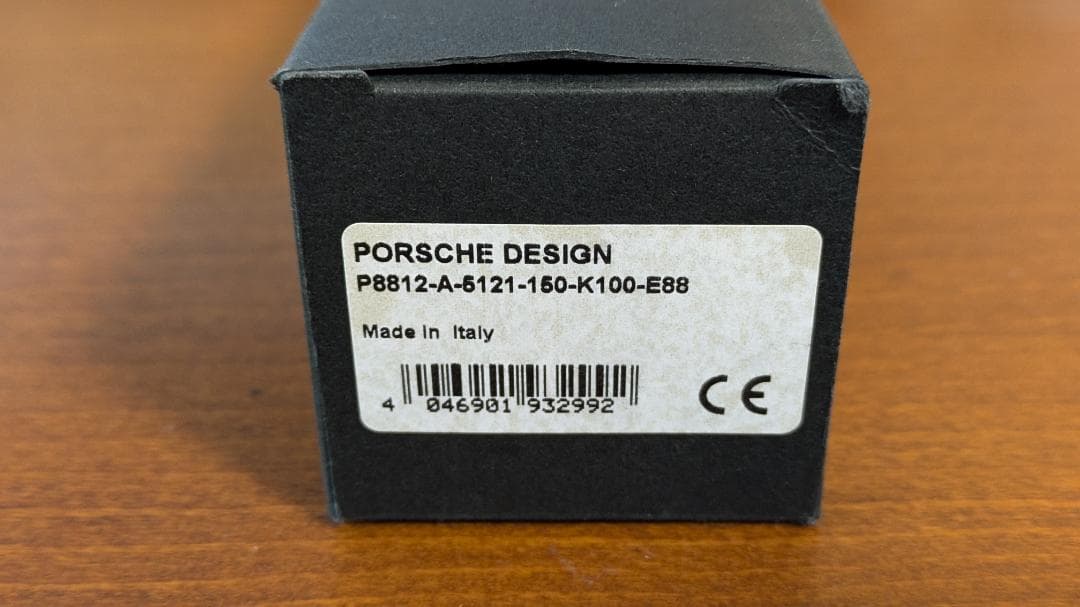 PORSCHE DESIGN
P8812-A-5121-150-K100-E88
Made in Italy
4 046901 932992
CE